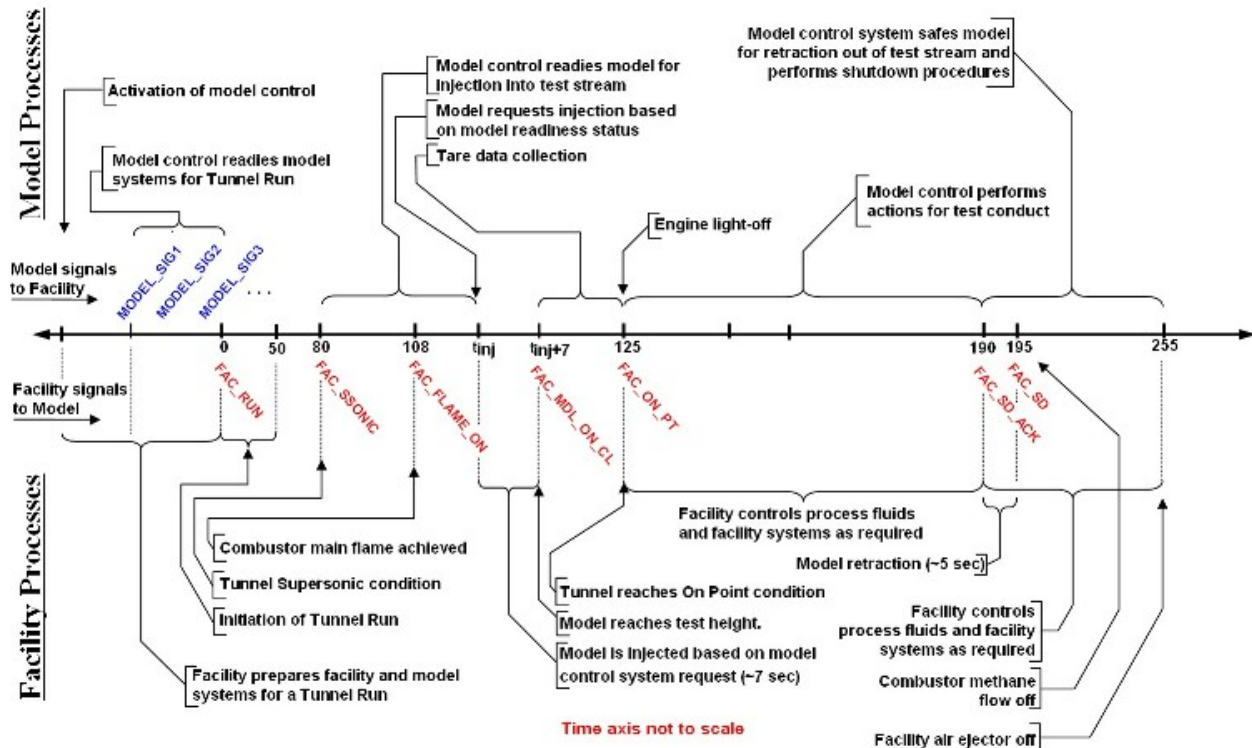 Model Processes
Activation of model control
Model control readies model
systems for Tunnel Run
Model control readies model for
injection into test stream
Model requests injection based
on model readiness status
Tare data collection
Model control system safes model
for retraction out of test stream and
performs shutdown procedures
Engine light-off
Model control performs
actions for test conduct
Model signals
to Facility
MODEL_SIG1
MODEL_SIG2
MODEL_SIG3
. . .
0
50
80
108
tinj
tinj+7
125
190
195
255
Facility signals
to Model
FAC_RUN
FAC_SSONIC
FAC_FLAME_ON
FAC_MDL_ON_CL
FAC_ON_PT
FAC_SD_ACK
FAC_SD
Facility Processes
Combustor main flame achieved
Tunnel Supersonic condition
Initiation of Tunnel Run
Facility prepares facility and model
systems for a Tunnel Run
Facility controls process fluids
and facility systems as required
Model retraction (~5 sec)
Tunnel reaches On Point condition
Model reaches test height.
Model is injected based on model
control system request (~7 sec)
Facility controls
process fluids and facility
systems as required
Combustor methane
flow off
Facility air ejector off
Time axis not to scale